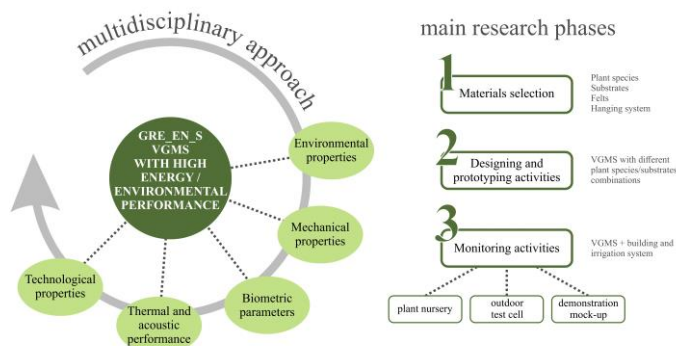 multidisciplinary approach
GRE_EN_S
VGMS
WITH HIGH
ENERGY /
ENVIRONMENTAL
PERFORMANCE
Environmental
properties
Mechanical
properties
Biometric
parameters
Thermal and
acoustic
performance
Technological
properties
main research phases
1
Materials selection
Plant species
Substrates
Felts
Hanging system
2
Designing and
prototyping activities
VGMS with different
plant species/substrates
combinations
3
Monitoring activities
VGMS + building and
irrigation system
plant nursery
outdoor
test cell
demonstration
mock-up